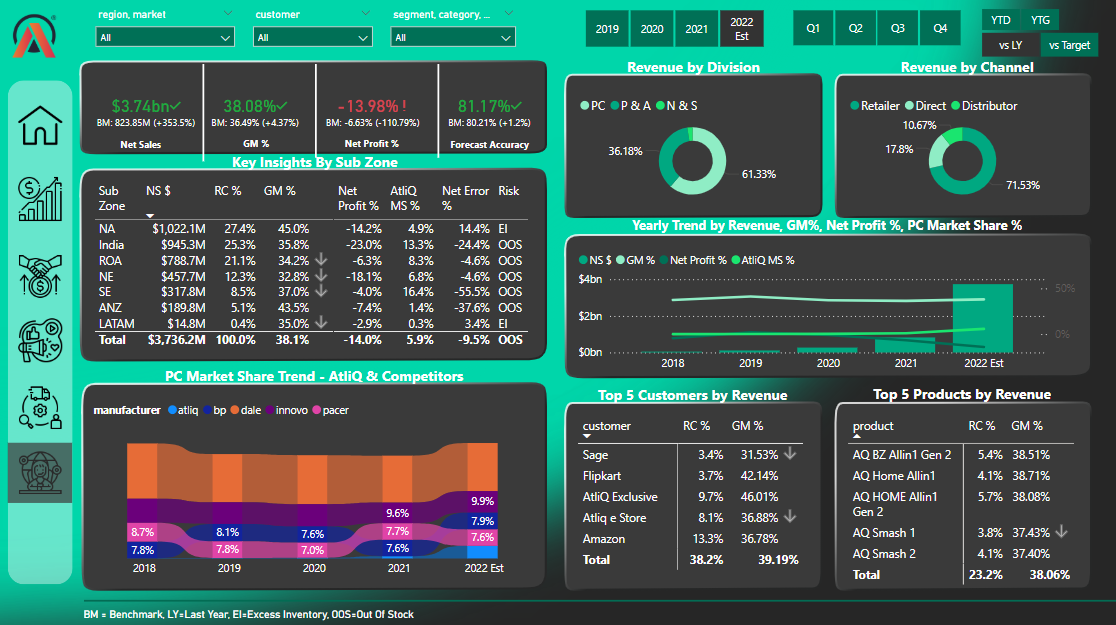 region, market
customer
segment, category, ...
All
All
All
2019
2020
2021
2022 Est
Q1
Q2
Q3
Q4
YTD
YTG
vs LY
vs Target
$3.74bn
BM: 823.85M (+353.5%)
Net Sales
38.08%
BM: 36.49% (+4.37%)
GM %
-13.98% !
BM: -6.63% (-110.79%)
Net Profit %
81.17%
BM: 80.21% (+1.2%)
Forecast Accuracy
Key Insights By Sub Zone
Sub Zone NS $ RC % GM % Net Profit % AtliQ MS % Net Error % Risk
NA $1,022.1M 27.4% 45.0% -14.2% 4.9% 14.4% EI
India $945.3M 25.3% 35.8% -23.0% 13.3% -24.4% OOS
ROA $788.7M 21.1% 34.2% -6.3% 8.3% -4.6% OOS
NE $457.7M 12.3% 32.8% -18.1% 6.8% -4.6% OOS
SE $317.8M 8.5% 37.0% -4.0% 16.4% -55.5% OOS
ANZ $189.8M 5.1% 43.5% -7.4% 1.4% -37.6% OOS
LATAM $14.8M 0.4% 35.0% -2.9% 0.3% 3.4% EI
Total $3,736.2M 100.0% 38.1% -14.0% 5.9% -9.5% OOS
PC Market Share Trend - AtliQ & Competitors
manufacturer atliq bp dale innovo pacer
9.9%
9.6%
7.9%
8.7% 8.1% 7.6% 7.7% 7.6%
7.8% 7.8% 7.0% 7.6%
2018 2019 2020 2021 2022 Est
Revenue by Division
PC P & A N & S
36.18%
61.33%
Revenue by Channel
Retailer Direct Distributor
10.67%
17.8%
71.53%
Yearly Trend by Revenue, GM%, Net Profit %, PC Market Share %
NS $ GM % Net Profit % AtliQ MS %
$4bn
50%
$2bn
0%
$0bn
2018 2019 2020 2021 2022 Est
Top 5 Customers by Revenue
customer RC % GM %
Sage 3.4% 31.53%
Flipkart 3.7% 42.14%
AtliQ Exclusive 9.7% 46.01%
Atliq e Store 8.1% 36.88%
Amazon 13.3% 36.78%
Total 38.2% 39.19%
Top 5 Products by Revenue
product RC % GM %
AQ BZ Allin1 Gen 2 5.4% 38.51%
AQ Home Allin1 4.1% 38.71%
AQ HOME Allin1 Gen 2 5.7% 38.08%
AQ Smash 1 3.8% 37.43%
AQ Smash 2 4.1% 37.40%
Total 23.2% 38.06%
BM = Benchmark, LY=Last Year, EI=Excess Inventory, OOS=Out Of Stock